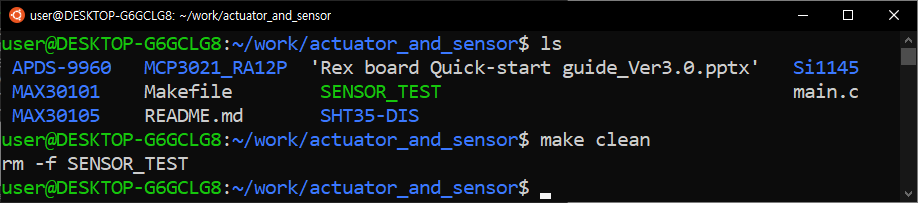 user@DESKTOP-G6GCLG8: ~/work/actuator_and_sensor
user@DESKTOP-G6GCLG8:~/work/actuator_and_sensor$ ls
APDS-9960 MCP3021_RA12P 'Rex board Quick-start guide_Ver3.0.pptx' Si1145
MAX30101 Makefile SENSOR_TEST main.c
MAX30105 README.md SHT35-DIS
user@DESKTOP-G6GCLG8:~/work/actuator_and_sensor$ make clean
rm -f SENSOR_TEST
user@DESKTOP-G6GCLG8:~/work/actuator_and_sensor$